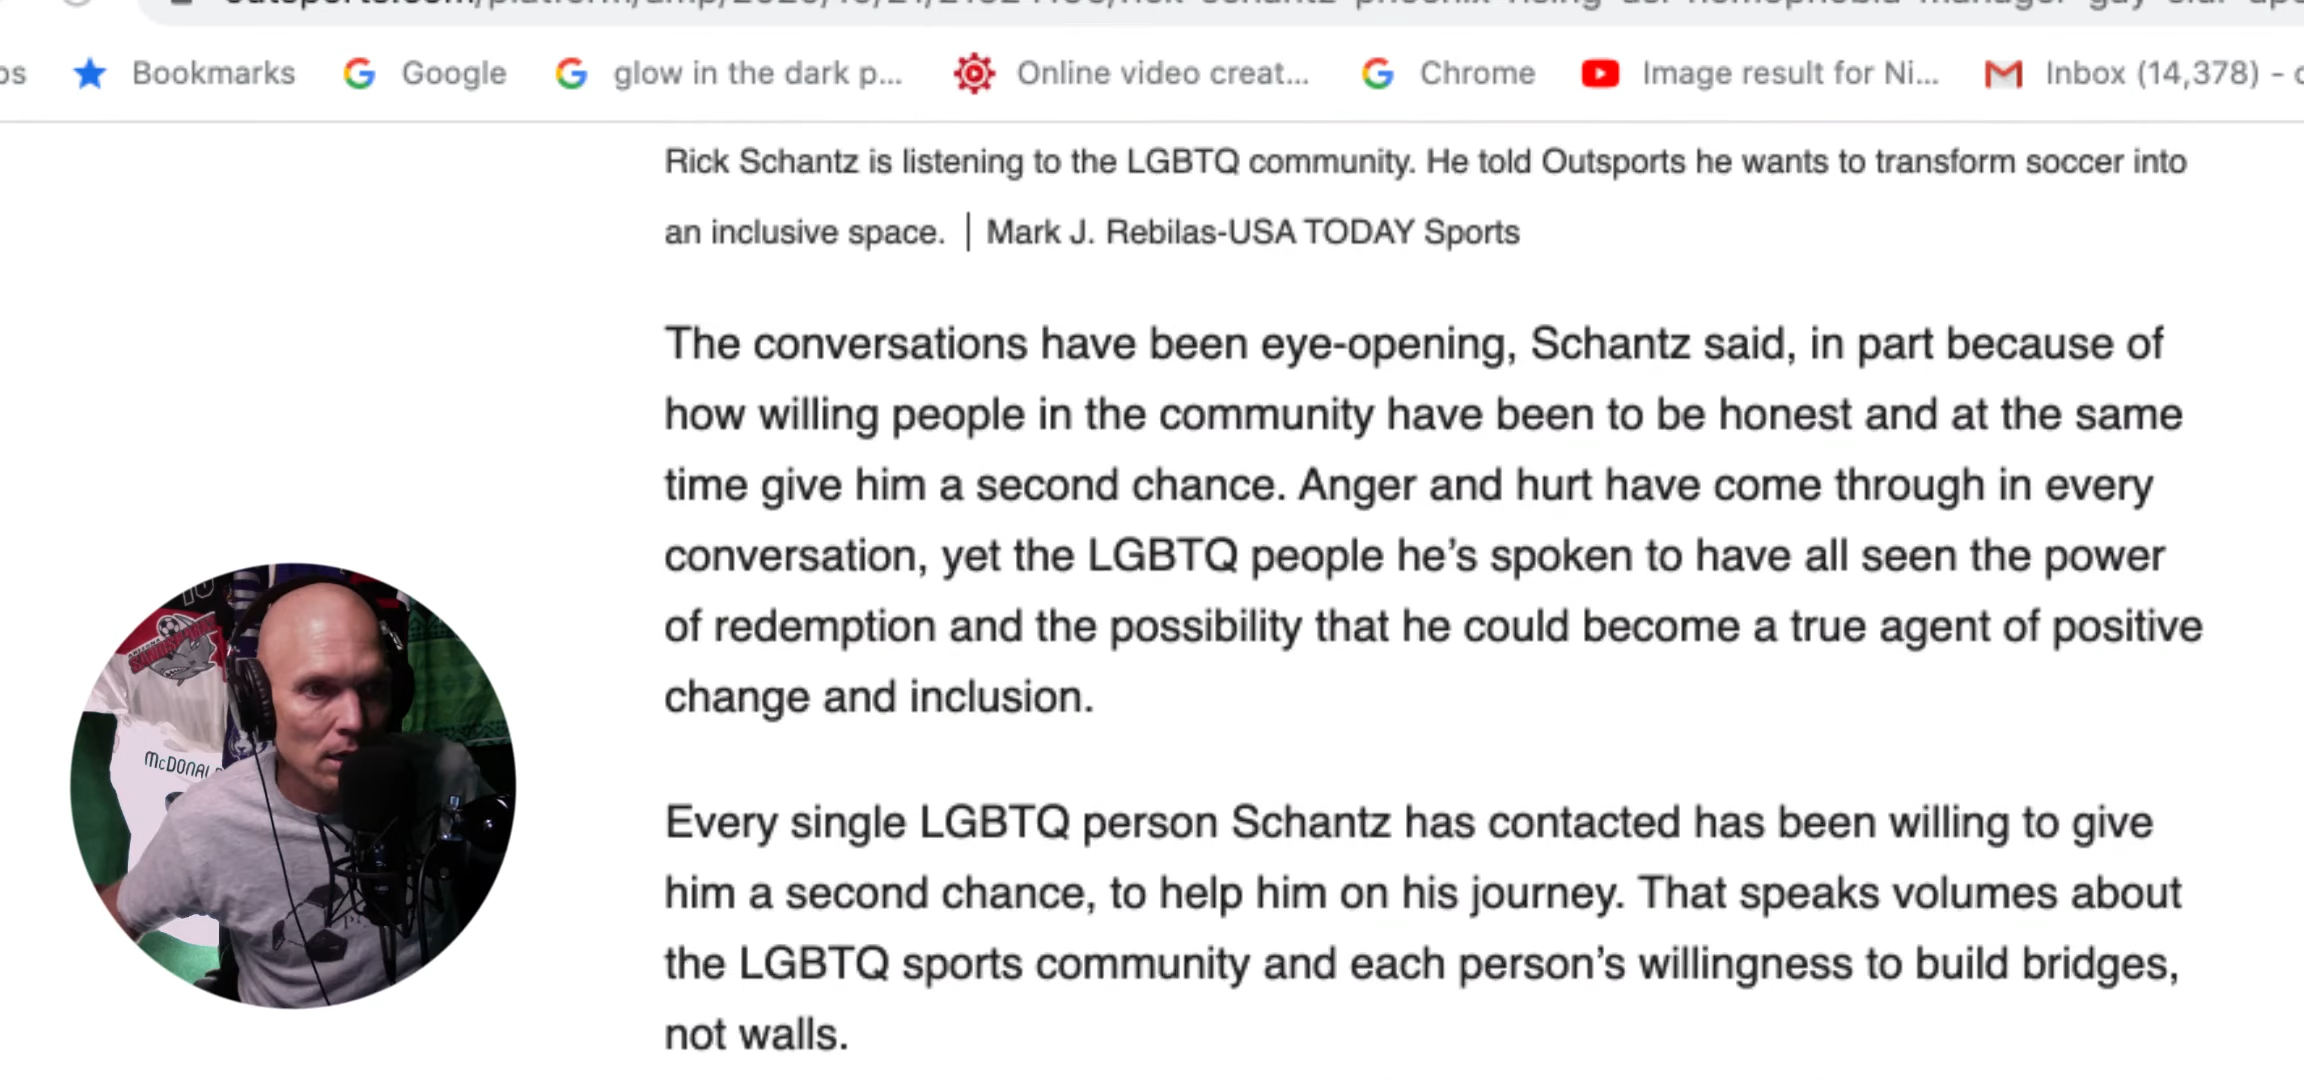 Bookmarks Google glow in the dark p... Online video creat... Chrome Image result for Ni... Inbox (14,378) -
Rick Schantz is listening to the LGBTQ community. He told Outsports he wants to transform soccer into
an inclusive space. | Mark J. Rebilas-USA TODAY Sports
The conversations have been eye-opening, Schantz said, in part because of
how willing people in the community have been to be honest and at the same
time give him a second chance. Anger and hurt have come through in every
conversation, yet the LGBTQ people he's spoken to have all seen the power
of redemption and the possibility that he could become a true agent of positive
change and inclusion.
Every single LGBTQ person Schantz has contacted has been willing to give
him a second chance, to help him on his journey. That speaks volumes about
the LGBTQ sports community and each person's willingness to build bridges,
not walls.